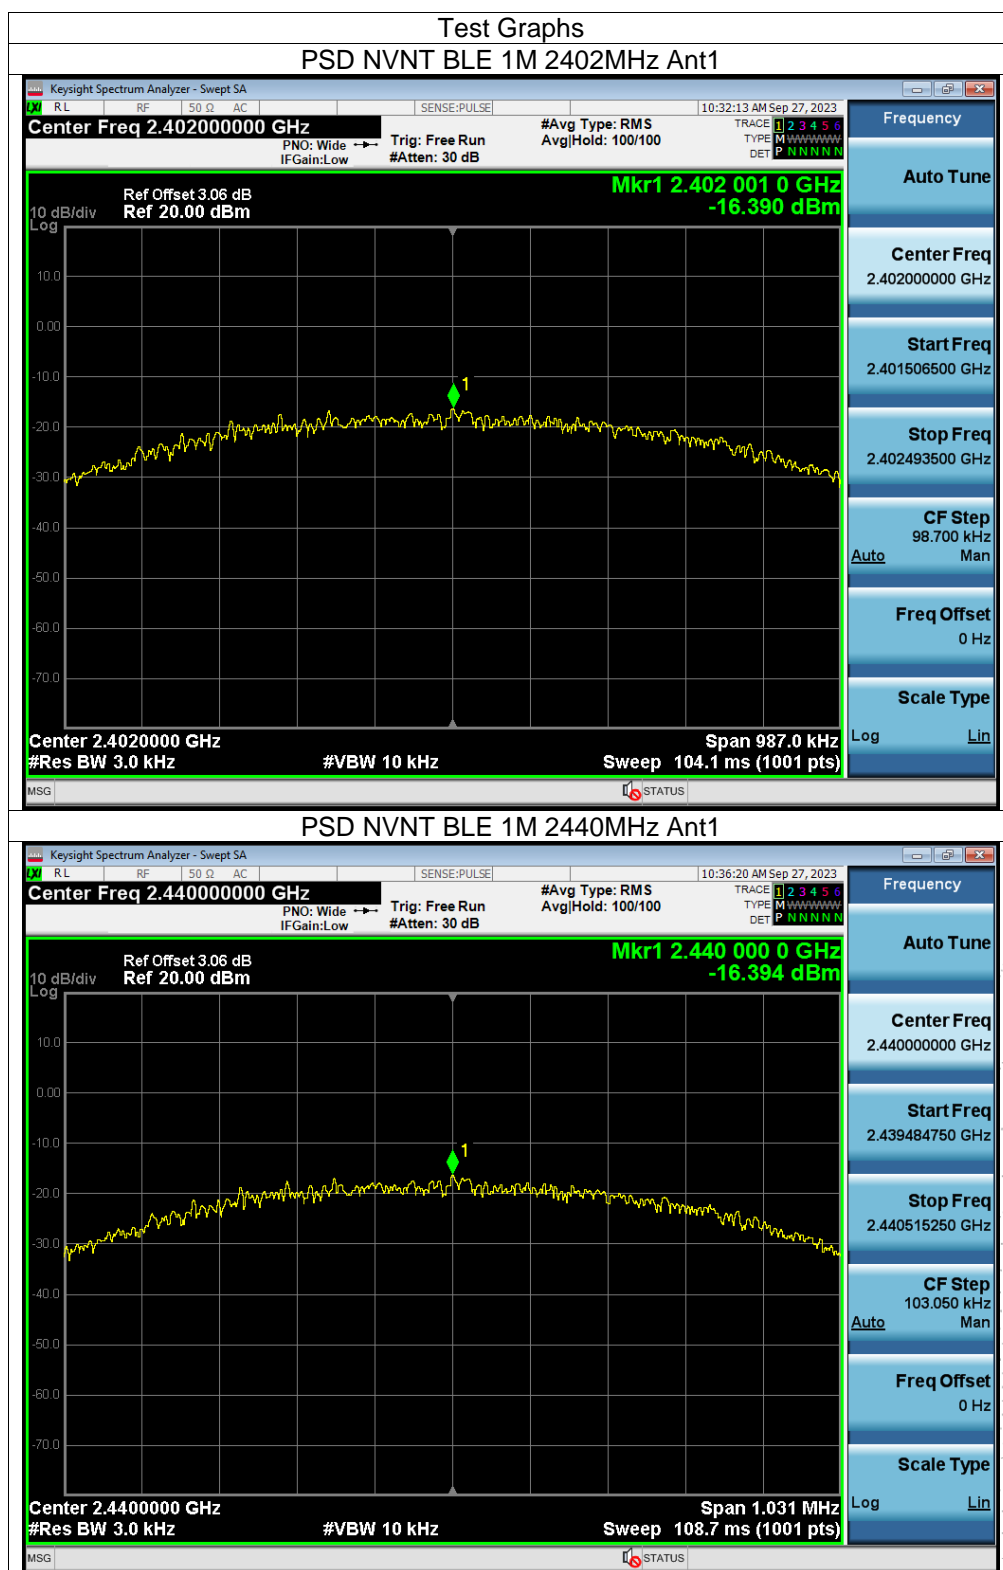 Test Graphs
PSD NVNT BLE 1M 2402MHz Ant1
Keysight Spectrum Analyzer - Swept SA
LXI RL RF 50 Ω AC SENSE:PULSE 10:32:13 AM Sep 27, 2023
Center Freq 2.402000000 GHz
PNO: Wide
IFGain:Low
Trig: Free Run
#Atten: 30 dB
#Avg Type: RMS
Avg|Hold: 100/100
TRACE 1 2 3 4 5 6
TYPE M WWWWW
DET P N N N N N
Frequency
Auto Tune
Center Freq
2.402000000 GHz
Start Freq
2.401506500 GHz
Stop Freq
2.402493500 GHz
CF Step
98.700 kHz
Auto Man
Freq Offset
0 Hz
Scale Type
Log Lin
Mkr1 2.402 001 0 GHz
-16.390 dBm
Ref Offset 3.06 dB
10 dB/div Ref 20.00 dBm
Log
10.0
0.00
-10.0
1
-20.0
-30.0
-40.0
-50.0
-60.0
-70.0
Center 2.4020000 GHz Span 987.0 kHz
#Res BW 3.0 kHz #VBW 10 kHz Sweep 104.1 ms (1001 pts)
MSG STATUS
PSD NVNT BLE 1M 2440MHz Ant1
Keysight Spectrum Analyzer - Swept SA
LXI RL RF 50 Ω AC SENSE:PULSE 10:36:20 AM Sep 27, 2023
Center Freq 2.440000000 GHz
PNO: Wide
IFGain:Low
Trig: Free Run
#Atten: 30 dB
#Avg Type: RMS
Avg|Hold: 100/100
TRACE 1 2 3 4 5 6
TYPE M WWWWW
DET P N N N N N
Frequency
Auto Tune
Center Freq
2.440000000 GHz
Start Freq
2.439484750 GHz
Stop Freq
2.440515250 GHz
CF Step
103.050 kHz
Auto Man
Freq Offset
0 Hz
Scale Type
Log Lin
Mkr1 2.440 000 0 GHz
-16.394 dBm
Ref Offset 3.06 dB
10 dB/div Ref 20.00 dBm
Log
10.0
0.00
-10.0
1
-20.0
-30.0
-40.0
-50.0
-60.0
-70.0
Center 2.4400000 GHz Span 1.031 MHz
#Res BW 3.0 kHz #VBW 10 kHz Sweep 108.7 ms (1001 pts)
MSG STATUS